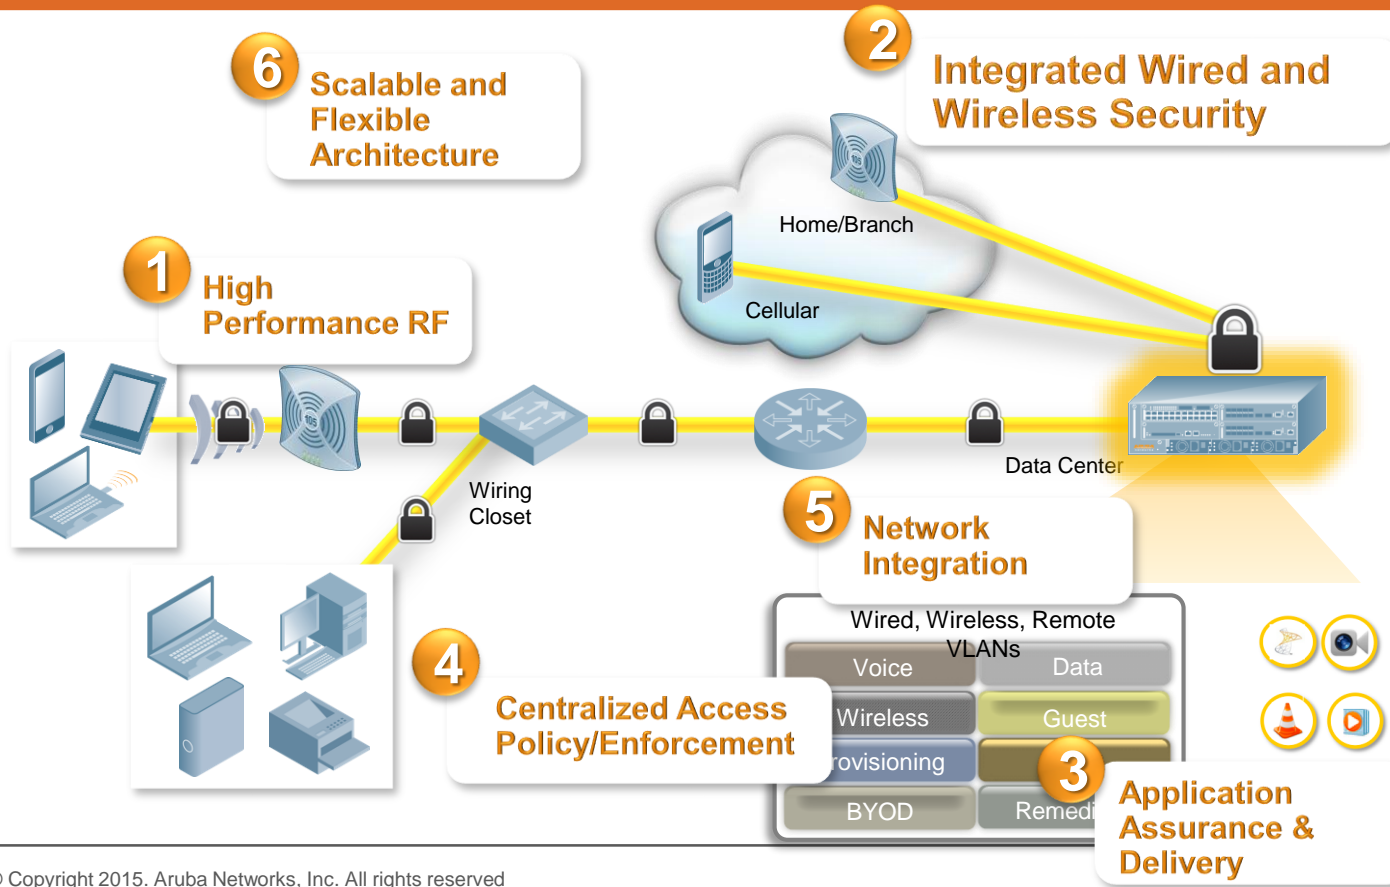 6
Scalable and
Flexible
Architecture
2
Integrated Wired and
Wireless Security
105
Home/Branch
Cellular
1
High
Performance RF
105
Wiring
Closet
Data Center
5
Network
Integration
Wired, Wireless, Remote
VLANs
Voice
Data
Wireless
Guest
rovisioning
BYOD
Remedi
4
Centralized Access
Policy/Enforcement
3
Application
Assurance &
Delivery
© Copyright 2015. Aruba Networks, Inc. All rights reserved